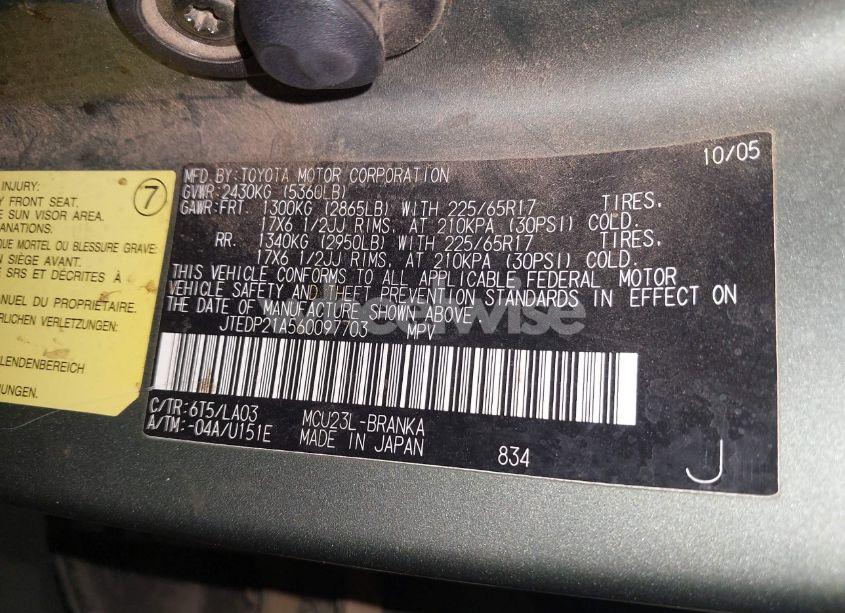 INJURY:
FRONT SEAT.
SUN VISOR AREA.
EXPLANATIONS.
QUE MORTEL OU BLESSURE GRAVE:
SIÈGE AVANT.
SRS ET DÉCRITES À
MANUEL DU PROPRIÉTAIRE.
RLICHEN VERLETZUNGEN:
LENDENBEREICH
NUNGEN!
7
10/05
MFD. BY: TOYOTA MOTOR CORPORATION
GVWR: 2430KG (5360LB)
GAWR: FRT. 1300KG (2865LB) WITH 225/65R17 TIRES,
17X6 1/2JJ RIMS, AT 210KPA (30PSI) COLD.
RR. 1340KG (2950LB) WITH 225/65R17 TIRES,
17X6 1/2JJ RIMS, AT 210KPA (30PSI) COLD.
THIS VEHICLE CONFORMS TO ALL APPLICABLE FEDERAL MOTOR
VEHICLE SAFETY AND THEFT PREVENTION STANDARDS IN EFFECT ON
THE DATE OF MANUFACTURE SHOWN ABOVE.
JTEDP21A560097703 MPV
C/TR: 6T5/LA03 MCU23L-BRANKA
A/TM: -04A/U151E MADE IN JAPAN 834
J